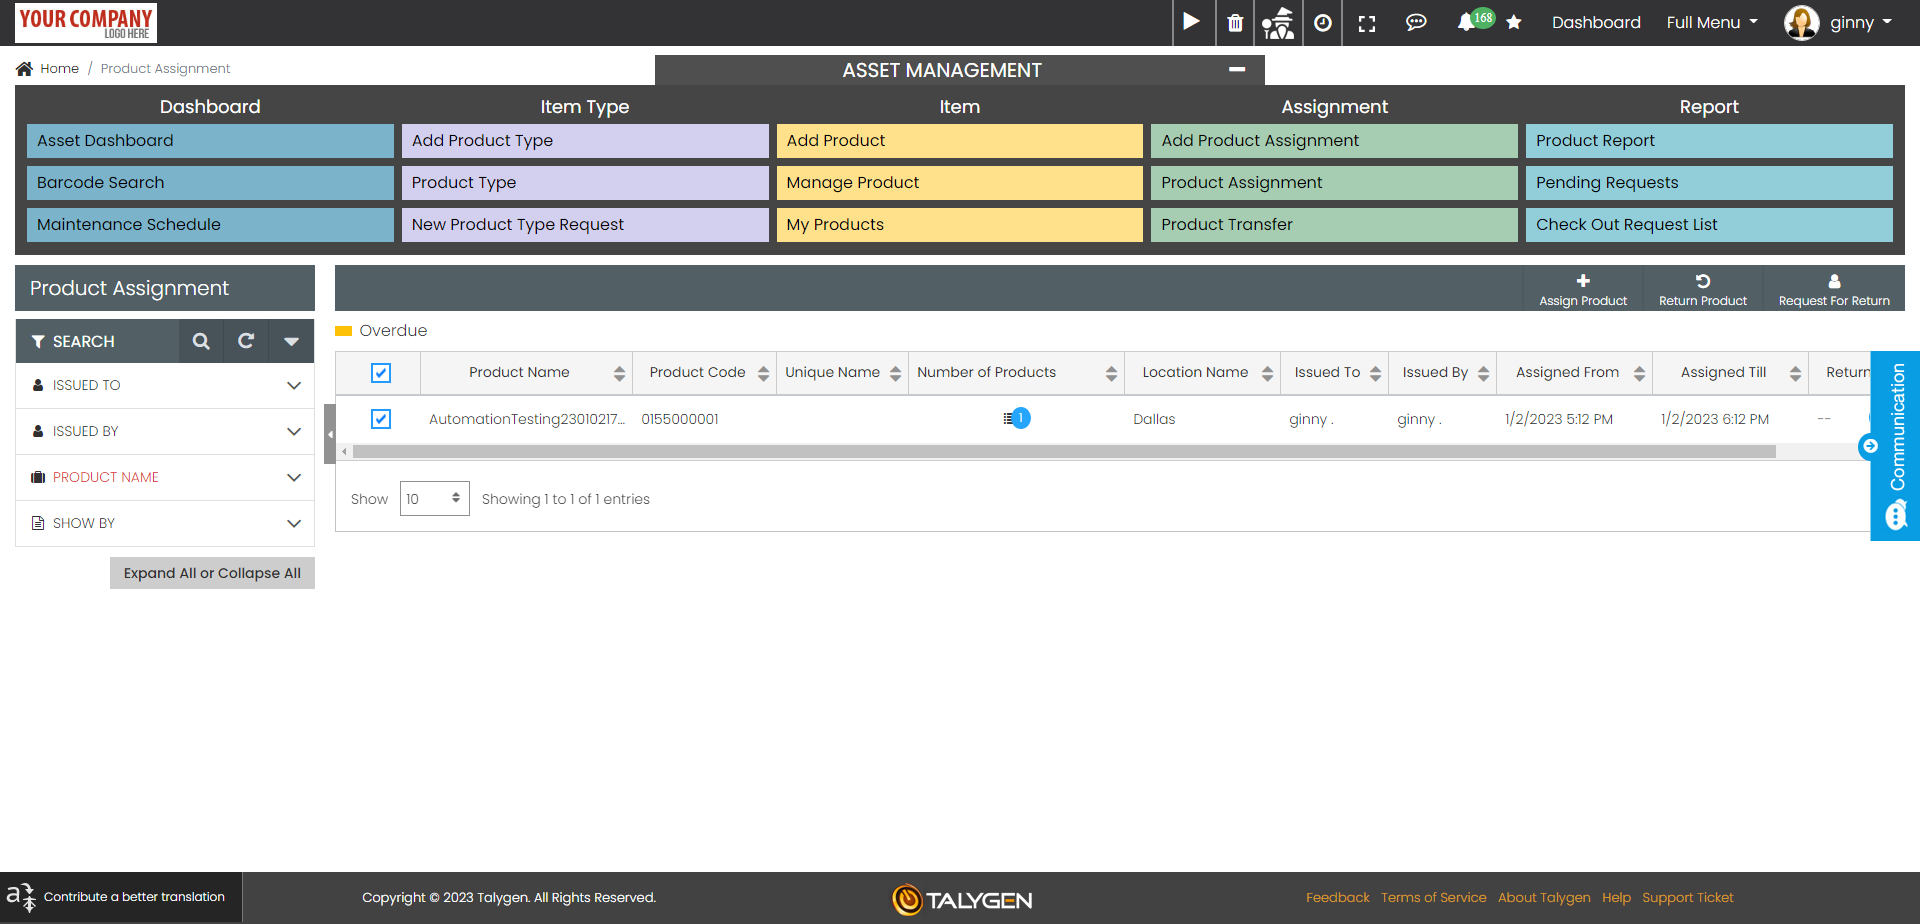 YOUR COMPANY
LOGO HERE
168
Dashboard
Full Menu
ginny
Home / Product Assignment
ASSET MANAGEMENT
Dashboard
Item Type
Item
Assignment
Report
Asset Dashboard
Add Product Type
Add Product
Add Product Assignment
Product Report
Barcode Search
Product Type
Manage Product
Product Assignment
Pending Requests
Maintenance Schedule
New Product Type Request
My Products
Product Transfer
Check Out Request List
Product Assignment
Assign Product
Return Product
Request For Return
SEARCH
ISSUED TO
ISSUED BY
PRODUCT NAME
SHOW BY
Expand All or Collapse All
Overdue
Product Name
Product Code
Unique Name
Number of Products
Location Name
Issued To
Issued By
Assigned From
Assigned Till
Return
AutomationTesting23010217...
0155000001
1
Dallas
ginny .
ginny .
1/2/2023 5:12 PM
1/2/2023 6:12 PM
--
Show 10 Showing 1 to 1 of 1 entries
Communication
Contribute a better translation
Copyright © 2023 Talygen. All Rights Reserved.
TALYGEN
Feedback
Terms of Service
About Talygen
Help
Support Ticket